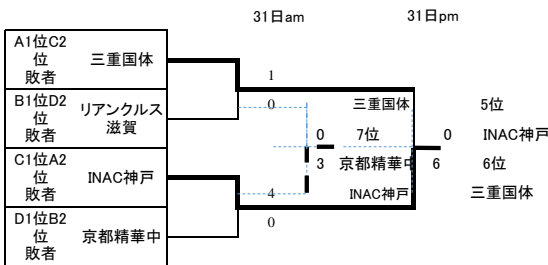 31日am
31日pm
A1位C2
位
敗者
三重国体
1
B1位D2
位
敗者
リアンクルス
滋賀
0
三重国体
5位
0
7位
0
INAC神戸
3
京都精華中
6
6位
C1位A2
位
敗者
INAC神戸
4
INAC神戸
三重国体
D1位B2
位
敗者
京都精華中
0